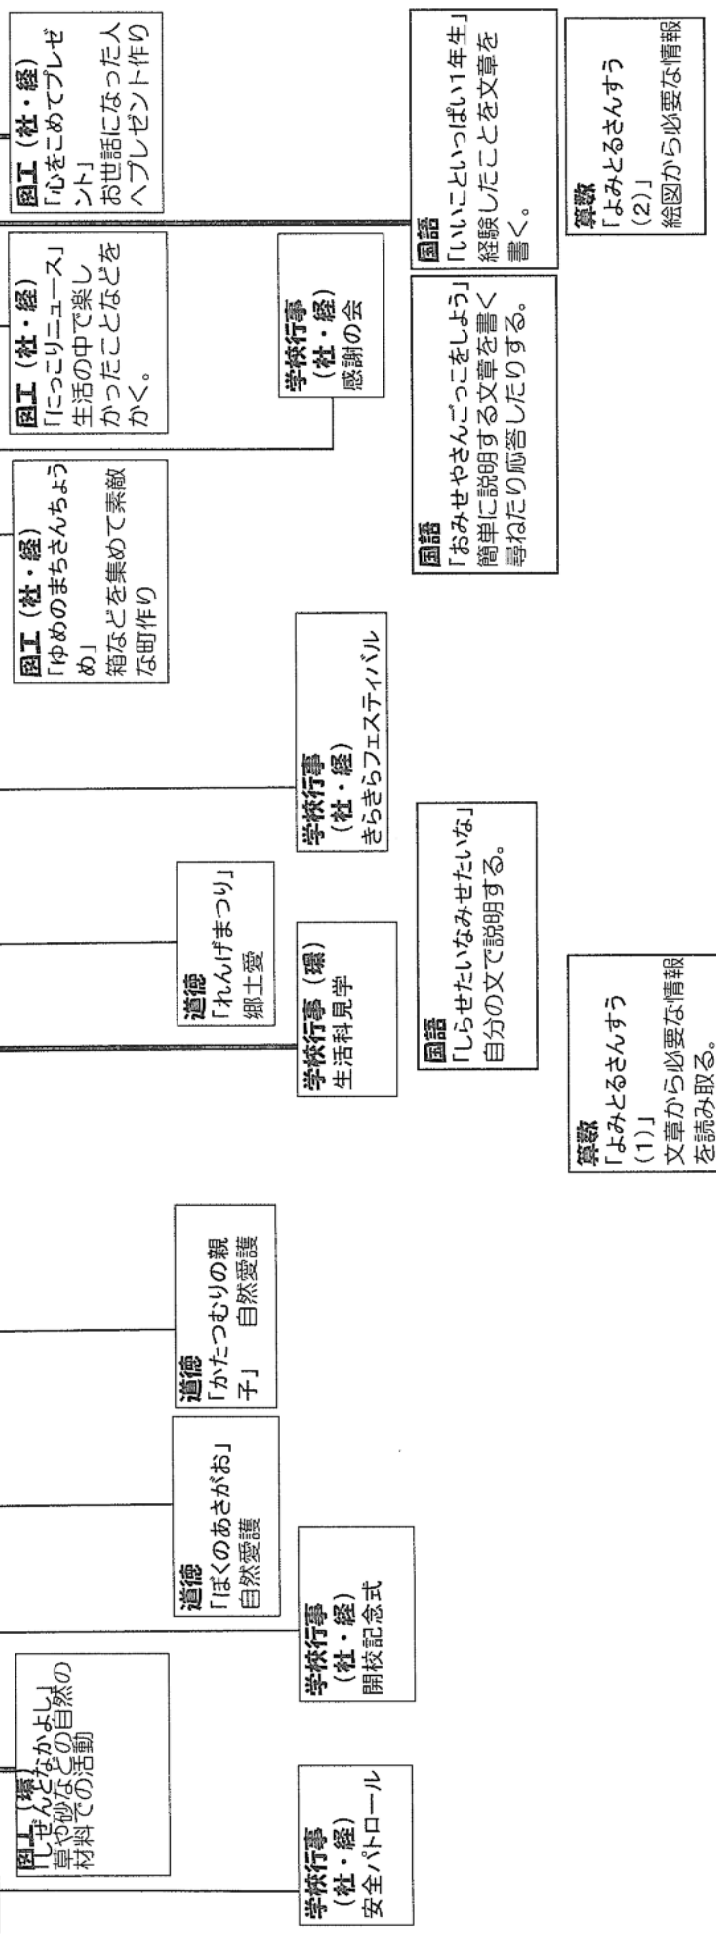 図工（環）
「しぜんとなかよし」
草や砂などの自然の
材料での活動
図工（社・経）
「ゆめのまちさんちょう
め」
箱などを集めて素敵
な町作り
図工（社・経）
「にっこりニュース」
生活の中で楽し
かったことなどを
かく。
図工（社・経）
「心をこめてプレゼ
ント」
お世話になった人
へプレゼント作り
道徳
「ぼくのあさがお」
自然愛護
道徳
「かたつむりの親
子」　自然愛護
道徳
「れんげまつり」
郷土愛
学校行事
（社・経）
安全パトロール
学校行事
（社・経）
開校記念式
学校行事（環）
生活科見学
学校行事
（社・経）
きらきらフェスティバル
学校行事
（社・経）
感謝の会
国語
「しらせたいなみせたいな」
自分の文で説明する。
国語
「おみせやさんごっこをしよう」
簡単に説明する文章を書く
尋ねたり応答したりする。
国語
「いいこといっぱい1年生」
経験したことを文章を
書く。
算数
「よみとるさんすう
(1)」
文章から必要な情報
を読み取る。
算数
「よみとるさんすう
(2)」
絵図から必要な情報